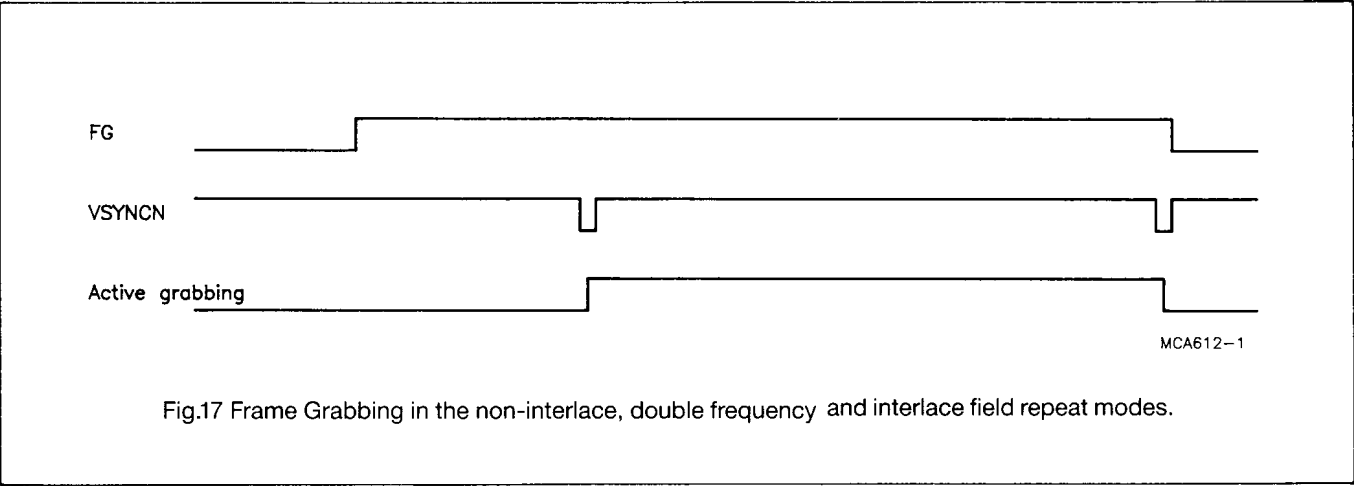 FG
VSYNCN
Active grabbing
MCA612-1
Fig.17 Frame Grabbing in the non-interlace, double frequency and interlace field repeat modes.